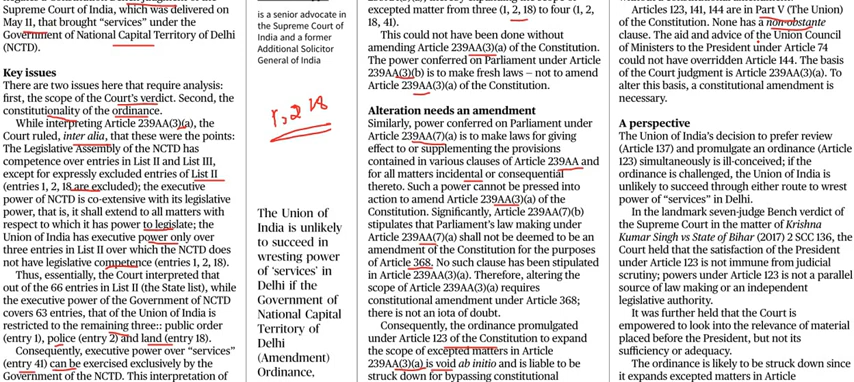 Supreme Court of India, which was delivered on
May 11, that brought “services” under the
Government of National Capital Territory of Delhi
(NCTD).
Key issues
There are two issues here that require analysis:
first, the scope of the Court’s verdict. Second, the
constitutionality of the ordinance.
While interpreting Article 239AA(3)(a), the
Court ruled, inter alia, that these were the points:
The Legislative Assembly of the NCTD has
competence over entries in List II and List III,
except for expressly excluded entries of List II
(entries 1, 2, 18 are excluded); the executive
power of NCTD is co-extensive with its legislative
power, that is, it shall extend to all matters with
respect to which it has power to legislate; the
Union of India has executive power only over
three entries in List II over which the NCTD does
not have legislative competence (entries 1, 2, 18).
Thus, essentially, the Court interpreted that
out of the 66 entries in List II (the State list), while
the executive power of the Government of NCTD
covers 63 entries, that of the Union of India is
restricted to the remaining three:: public order
(entry 1), police (entry 2) and land (entry 18).
Consequently, executive power over “services”
(entry 41) can be exercised exclusively by the
Government of the NCTD. This interpretation of
is a senior advocate in
the Supreme Court of
India and a former
Additional Solicitor
General of India
1, 2 18
The Union of
India is unlikely
to succeed in
wresting power
of ‘services’ in
Delhi if the
Government of
National Capital
Territory of
Delhi
(Amendment)
Ordinance,
excepted matters from three (1, 2, 18) to four (1, 2,
18, 41).
This could not have been done without
amending Article 239AA(3)(a) of the Constitution.
The power conferred on Parliament under Article
239AA(3)(b) is to make fresh laws – not to amend
Article 239AA(3)(a) of the Constitution.
Alteration needs an amendment
Similarly, power conferred on Parliament under
Article 239AA(7)(a) is to make laws for giving
effect to or supplementing the provisions
contained in various clauses of Article 239AA and
for all matters incidental or consequential
thereto. Such a power cannot be pressed into
action to amend Article 239AA(3)(a) of the
Constitution. Significantly, Article 239AA(7)(b)
stipulates that Parliament’s law making under
Article 239AA(7)(a) shall not be deemed to be an
amendment of the Constitution for the purposes
of Article 368. No such clause has been stipulated
in Article 239AA(3)(a). Therefore, altering the
scope of Article 239AA(3)(a) requires
constitutional amendment under Article 368;
there is not an iota of doubt.
Consequently, the ordinance promulgated
under Article 123 of the Constitution to expand
the scope of excepted matters in Article
239AA(3)(a) is void ab initio and is liable to be
struck down for bypassing constitutional
Articles 123, 141, 144 are in Part V (The Union)
of the Constitution. None has a non-obstante
clause. The aid and advice of the Union Council
of Ministers to the President under Article 74
could not have overridden Article 144. The basis
of the Court judgment is Article 239AA(3)(a). To
alter this basis, a constitutional amendment is
necessary.
A perspective
The Union of India’s decision to prefer review
(Article 137) and promulgate an ordinance (Article
123) simultaneously is ill-conceived; if the
ordinance is challenged, the Union of India is
unlikely to succeed through either route to wrest
power of “services” in Delhi.
In the landmark seven-judge Bench verdict of
the Supreme Court in the matter of Krishna
Kumar Singh vs State of Bihar (2017) 2 SCC 136, the
Court held that the satisfaction of the President
under Article 123 is not immune from judicial
scrutiny; powers under Article 123 is not a parallel
source of law making or an independent
legislative authority.
It was further held that the Court is
empowered to look into the relevance of material
placed before the President, but not its
sufficiency or adequacy.
The ordinance is likely to be struck down since
it expands excepted matters in Article